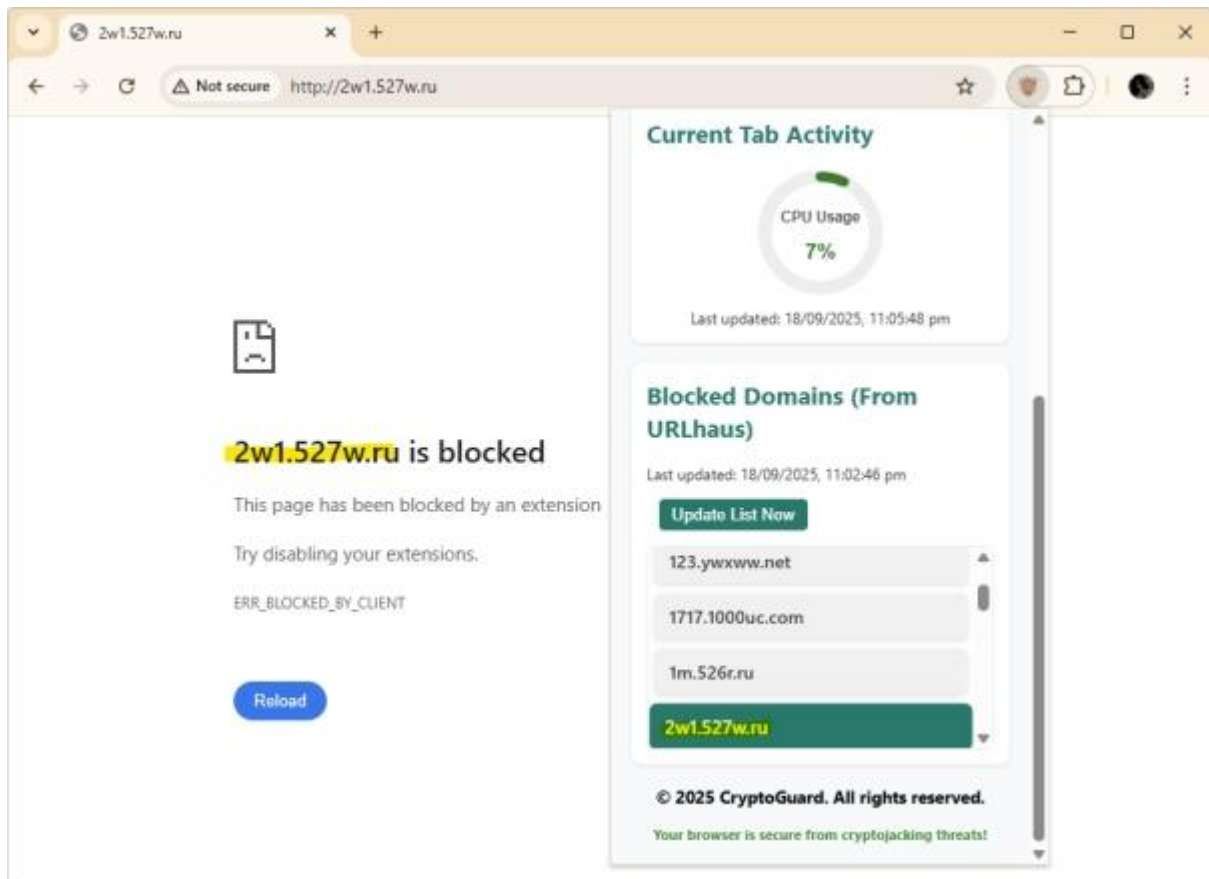 2w1.527w.ru
Not secure http://2w1.527w.ru
2w1.527w.ru is blocked
This page has been blocked by an extension
Try disabling your extensions.
ERR_BLOCKED_BY_CLIENT
Reload
Current Tab Activity
CPU Usage
7%
Last updated: 18/09/2025, 11:05:48 pm
Blocked Domains (From
URLhaus)
Last updated: 18/09/2025, 11:02:46 pm
Update List Now
123.ywxww.net
1717.1000uc.com
1m.526r.ru
2w1.527w.ru
© 2025 CryptoGuard. All rights reserved.
Your browser is secure from cryptojacking threats!